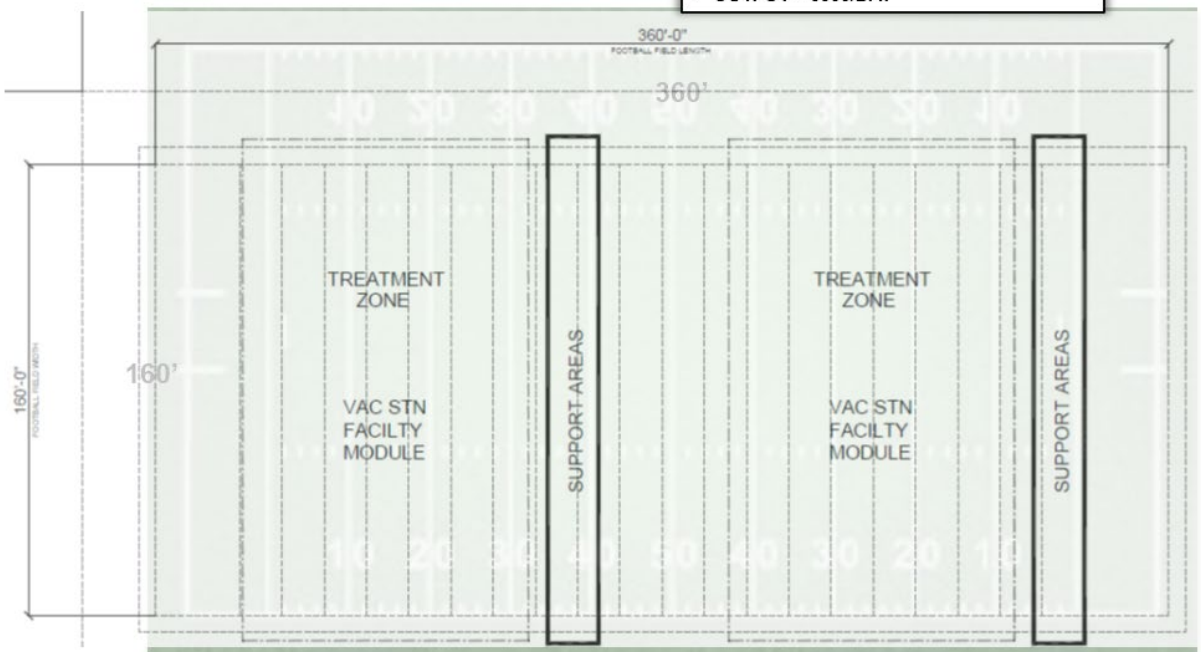 360'-0"
FOOTBALL FIELD LENGTH
360'
10 20 30 40 50 40 30 20 10
TREATMENT
ZONE
TREATMENT
ZONE
160'-0"
FOOTBALL FIELD WIDTH
160'
VAC STN
FACILTY
MODULE
SUPPORT AREAS
VAC STN
FACILTY
MODULE
SUPPORT AREAS
10 20 30 40 50 40 30 20 10